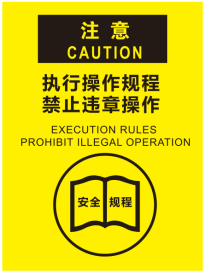 注意
CAUTION
执行操作规程
禁止违章操作
EXECUTION RULES
PROHIBIT ILLEGAL OPERATION
安全 规程